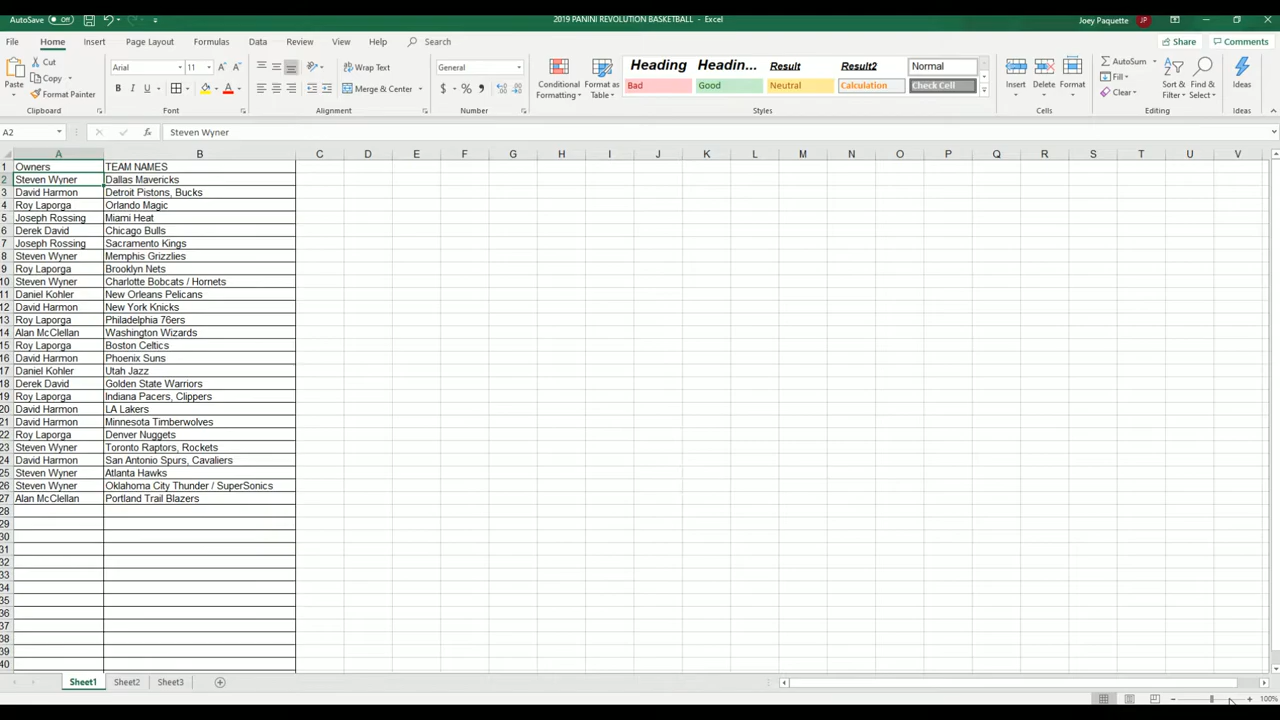 AutoSave Off 2019 PANINI REVOLUTION BASKETBALL - Excel Joey Paquette JP
File Home Insert Page Layout Formulas Data Review View Help Search Share Comments
Cut Arial 11 A A Wrap Text General Heading Headin... Result Result2 Normal AutoSum
Copy Fill
Paste Format Painter B I U A Merge & Center $ % Conditional Formatting Format as Table Bad Good Neutral Calculation Check Cell Insert Delete Format Clear Sort & Filter Find & Select Ideas
Clipboard Font Alignment Number Styles Cells Editing Ideas
A2 fx Steven Wyner
A B C D E F G H I J K L M N O P Q R S T U V
1 Owners TEAM NAMES
2 Steven Wyner Dallas Mavericks
3 David Harmon Detroit Pistons, Bucks
4 Roy Laporga Orlando Magic
5 Joseph Rossing Miami Heat
6 Derek David Chicago Bulls
7 Joseph Rossing Sacramento Kings
8 Steven Wyner Memphis Grizzlies
9 Roy Laporga Brooklyn Nets
10 Steven Wyner Charlotte Bobcats / Hornets
11 Daniel Kohler New Orleans Pelicans
12 David Harmon New York Knicks
13 Roy Laporga Philadelphia 76ers
14 Alan McClellan Washington Wizards
15 Roy Laporga Boston Celtics
16 David Harmon Phoenix Suns
17 Daniel Kohler Utah Jazz
18 Derek David Golden State Warriors
19 Roy Laporga Indiana Pacers, Clippers
20 David Harmon LA Lakers
21 David Harmon Minnesota Timberwolves
22 Roy Laporga Denver Nuggets
23 Steven Wyner Toronto Raptors, Rockets
24 David Harmon San Antonio Spurs, Cavaliers
25 Steven Wyner Atlanta Hawks
26 Steven Wyner Oklahoma City Thunder / SuperSonics
27 Alan McClellan Portland Trail Blazers
28
29
30
31
32
33
34
35
36
37
38
39
40
Sheet1 Sheet2 Sheet3
100%